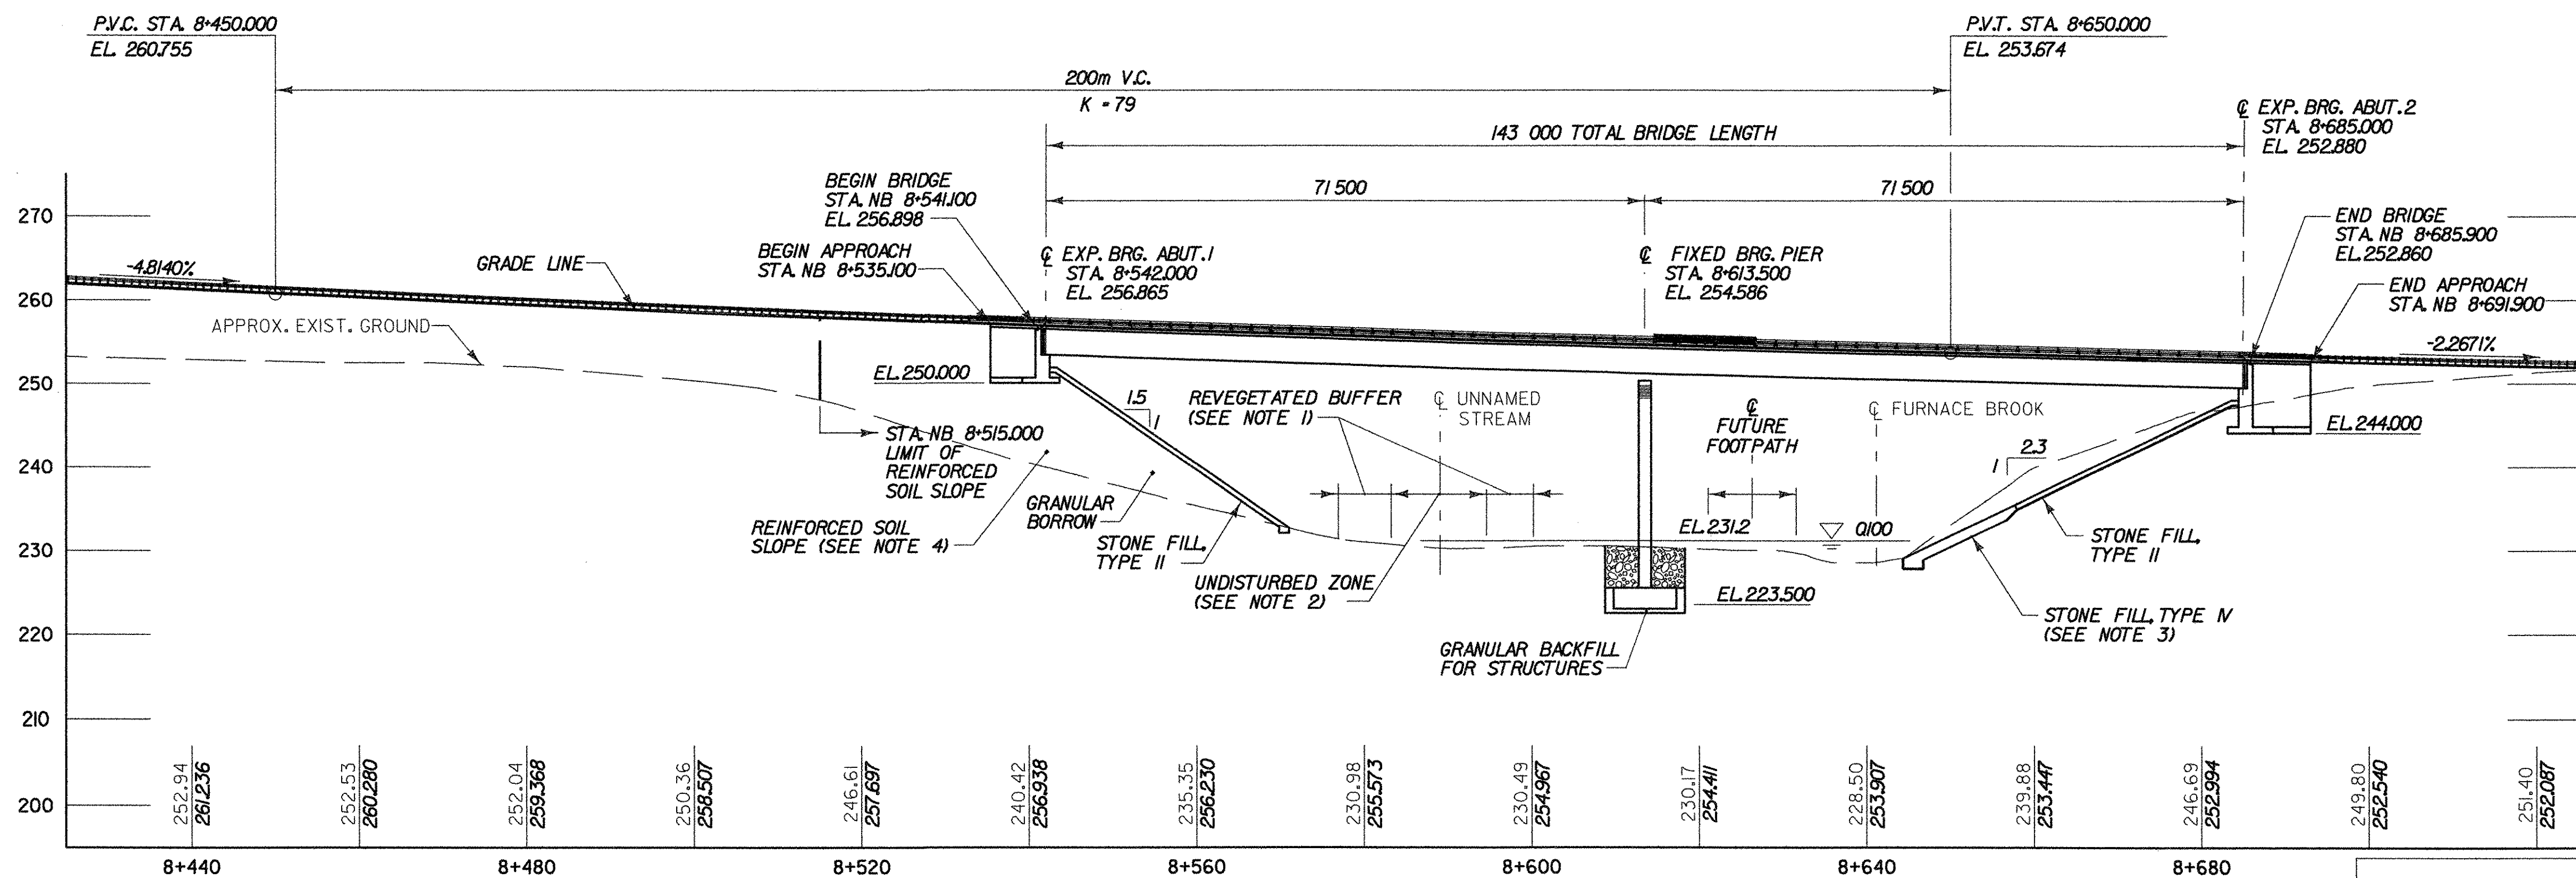 P.V.C. STA. 8+450.000
EL. 260.755
P.V.T. STA. 8+650.000
EL. 253.674
200m V.C.
K = 79
℄ EXP. BRG. ABUT. 2
STA. 8+685.000
EL. 252.880
143 000 TOTAL BRIDGE LENGTH
71 500
71 500
BEGIN BRIDGE
STA. NB 8+541.100
EL. 256.898
BEGIN APPROACH
STA. NB 8+535.100
℄ EXP. BRG. ABUT. 1
STA. 8+542.000
EL. 256.865
℄ FIXED BRG. PIER
STA. 8+613.500
EL. 254.586
END BRIDGE
STA. NB 8+685.900
EL. 252.860
END APPROACH
STA. NB 8+691.900
-4.8140%
GRADE LINE
-2.2671%
APPROX. EXIST. GROUND
EL. 250.000
1.5
1
REVEGETATED BUFFER
(SEE NOTE 1)
℄ UNNAMED
STREAM
℄
FUTURE
FOOTPATH
℄ FURNACE BROOK
2.3
1
EL. 244.000
STA. NB 8+515.000
LIMIT OF
REINFORCED
SOIL SLOPE
GRANULAR
BORROW
REINFORCED SOIL
SLOPE (SEE NOTE 4)
STONE FILL,
TYPE II
UNDISTURBED ZONE
(SEE NOTE 2)
EL. 231.2
Q100
STONE FILL,
TYPE II
EL. 223.500
STONE FILL, TYPE IV
(SEE NOTE 3)
GRANULAR BACKFILL
FOR STRUCTURES
270
260
250
240
230
220
210
200
252.94
261.236
252.53
260.280
252.04
259.368
250.36
258.507
246.61
257.697
240.42
256.938
235.35
256.230
230.98
255.573
230.49
254.967
230.17
254.411
228.50
253.907
239.88
253.447
246.69
252.994
249.80
252.540
251.40
252.087
8+440
8+480
8+520
8+560
8+600
8+640
8+680